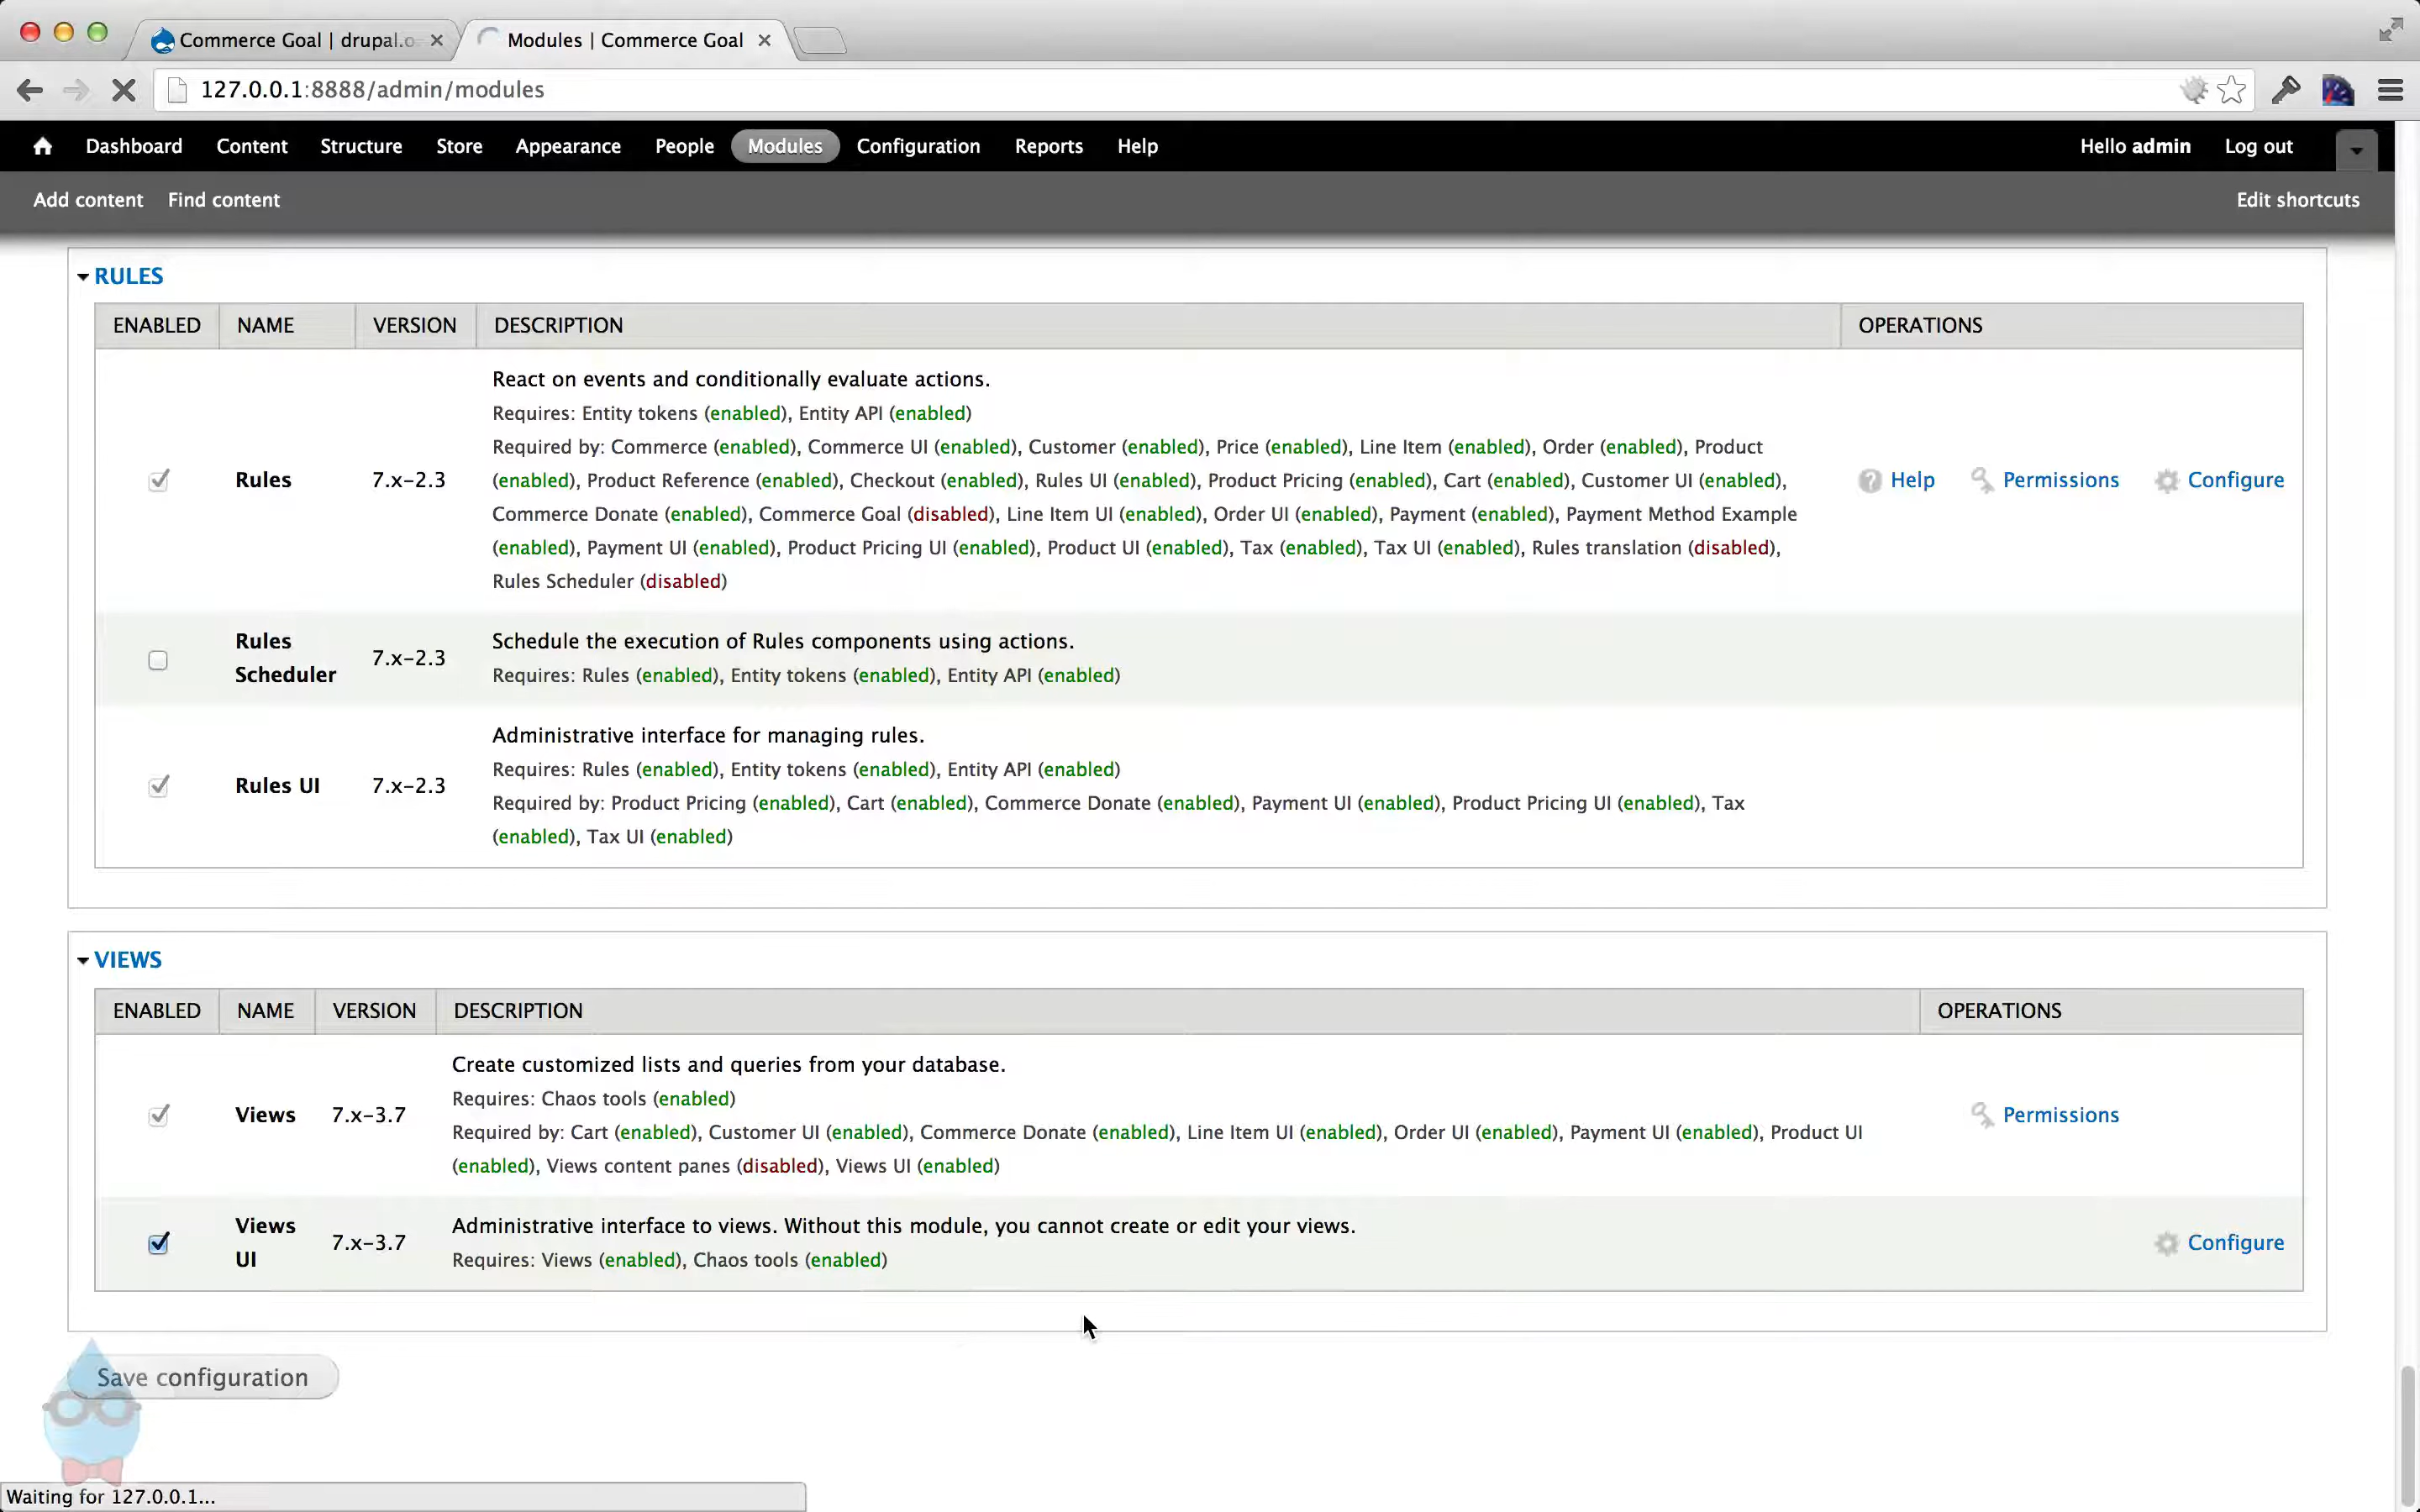 Commerce Goal | drupal.o
Modules | Commerce Goal
127.0.0.1:8888/admin/modules
Dashboard Content Structure Store Appearance People Modules Configuration Reports Help Hello admin Log out
Add content Find content Edit shortcuts
RULES
ENABLED NAME VERSION DESCRIPTION OPERATIONS
React on events and conditionally evaluate actions.
Requires: Entity tokens (enabled), Entity API (enabled)
Required by: Commerce (enabled), Commerce UI (enabled), Customer (enabled), Price (enabled), Line Item (enabled), Order (enabled), Product
Rules 7.x-2.3 (enabled), Product Reference (enabled), Checkout (enabled), Rules UI (enabled), Product Pricing (enabled), Cart (enabled), Customer UI (enabled), Help Permissions Configure
Commerce Donate (enabled), Commerce Goal (disabled), Line Item UI (enabled), Order UI (enabled), Payment (enabled), Payment Method Example
(enabled), Payment UI (enabled), Product Pricing UI (enabled), Product UI (enabled), Tax (enabled), Tax UI (enabled), Rules translation (disabled),
Rules Scheduler (disabled)
Rules
Scheduler
7.x-2.3
Schedule the execution of Rules components using actions.
Requires: Rules (enabled), Entity tokens (enabled), Entity API (enabled)
Rules UI 7.x-2.3
Administrative interface for managing rules.
Requires: Rules (enabled), Entity tokens (enabled), Entity API (enabled)
Required by: Product Pricing (enabled), Cart (enabled), Commerce Donate (enabled), Payment UI (enabled), Product Pricing UI (enabled), Tax
(enabled), Tax UI (enabled)
VIEWS
ENABLED NAME VERSION DESCRIPTION OPERATIONS
Views 7.x-3.7
Create customized lists and queries from your database.
Requires: Chaos tools (enabled)
Required by: Cart (enabled), Customer UI (enabled), Commerce Donate (enabled), Line Item UI (enabled), Order UI (enabled), Payment UI (enabled), Product UI
(enabled), Views content panes (disabled), Views UI (enabled)
Permissions
Views
UI
7.x-3.7
Administrative interface to views. Without this module, you cannot create or edit your views.
Requires: Views (enabled), Chaos tools (enabled)
Configure
Save configuration
Waiting for 127.0.0.1...